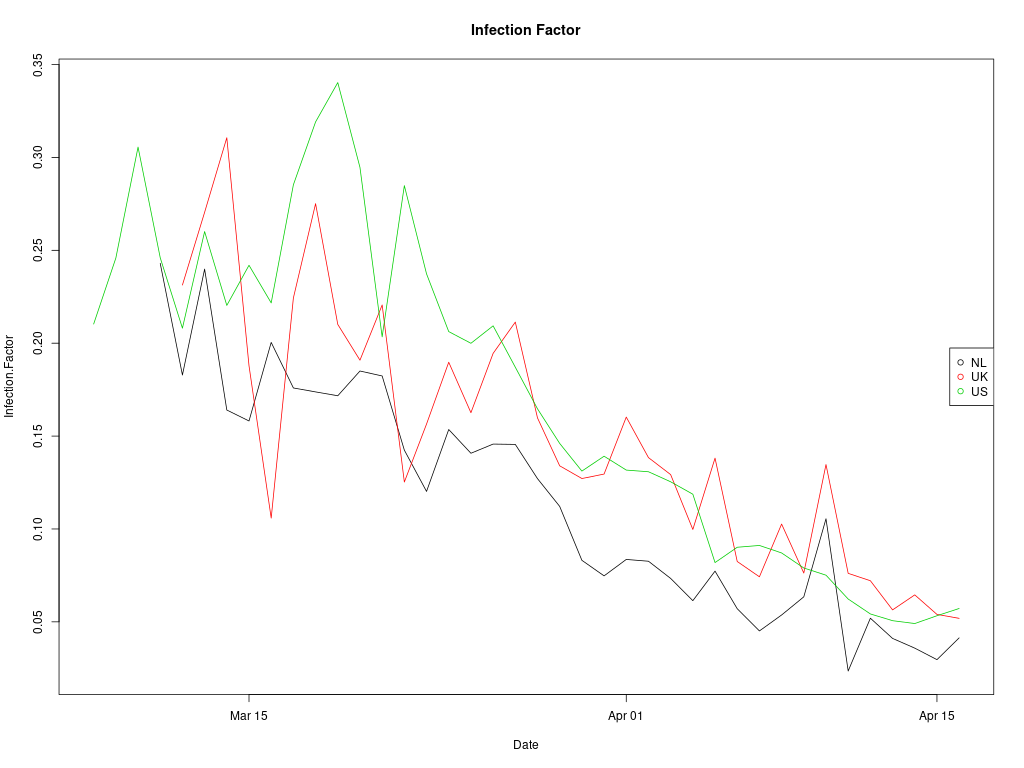 Infection Factor
0.35
0.30
0.25
0.20
0.15
0.10
0.05
Infection.Factor
NL
UK
US
Mar 15
Apr 01
Apr 15
Date